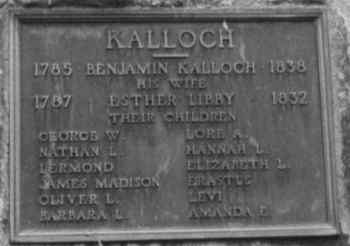 KALLOCH
1785 · BENJAMIN KALLOCH · 1838
HIS WIFE
1787 ESTHER LIBBY 1832
THEIR CHILDREN
GEORGE W. LORE A.
NATHAN L. HANNAH L.
LERMOND ELIZABETH L.
JAMES MADISON ERASTUS
OLIVER L. LEVI
BARBARA L. AMANDA E.